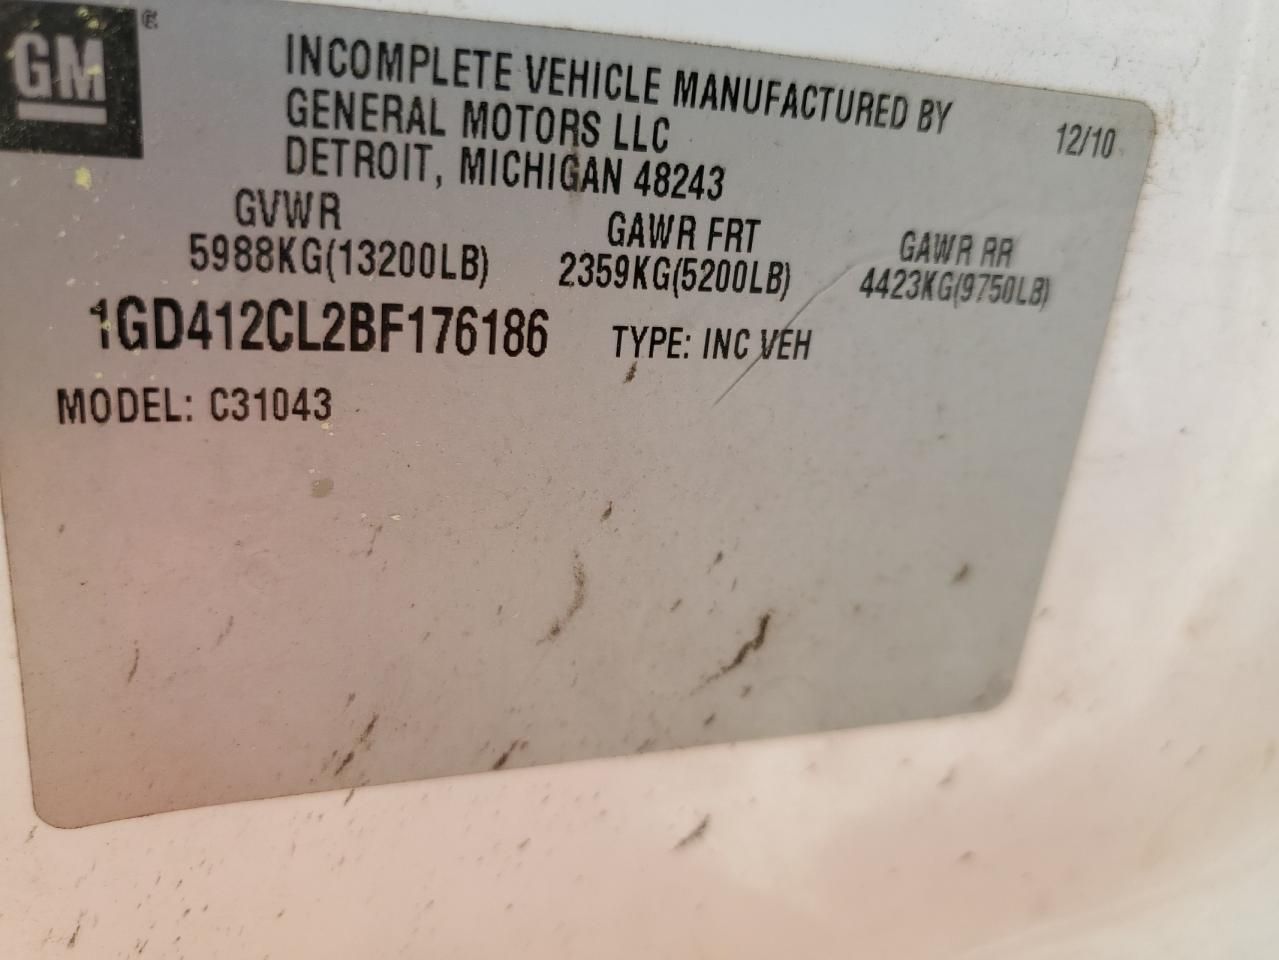 GM
INCOMPLETE VEHICLE MANUFACTURED BY
GENERAL MOTORS LLC
DETROIT, MICHIGAN 48243
12/10
GVWR
5988KG(13200LB)
GAWR FRT
2359KG(5200LB)
GAWR RR
4423KG(9750LB)
1GD412CL2BF176186
TYPE: INC VEH
MODEL: C31043